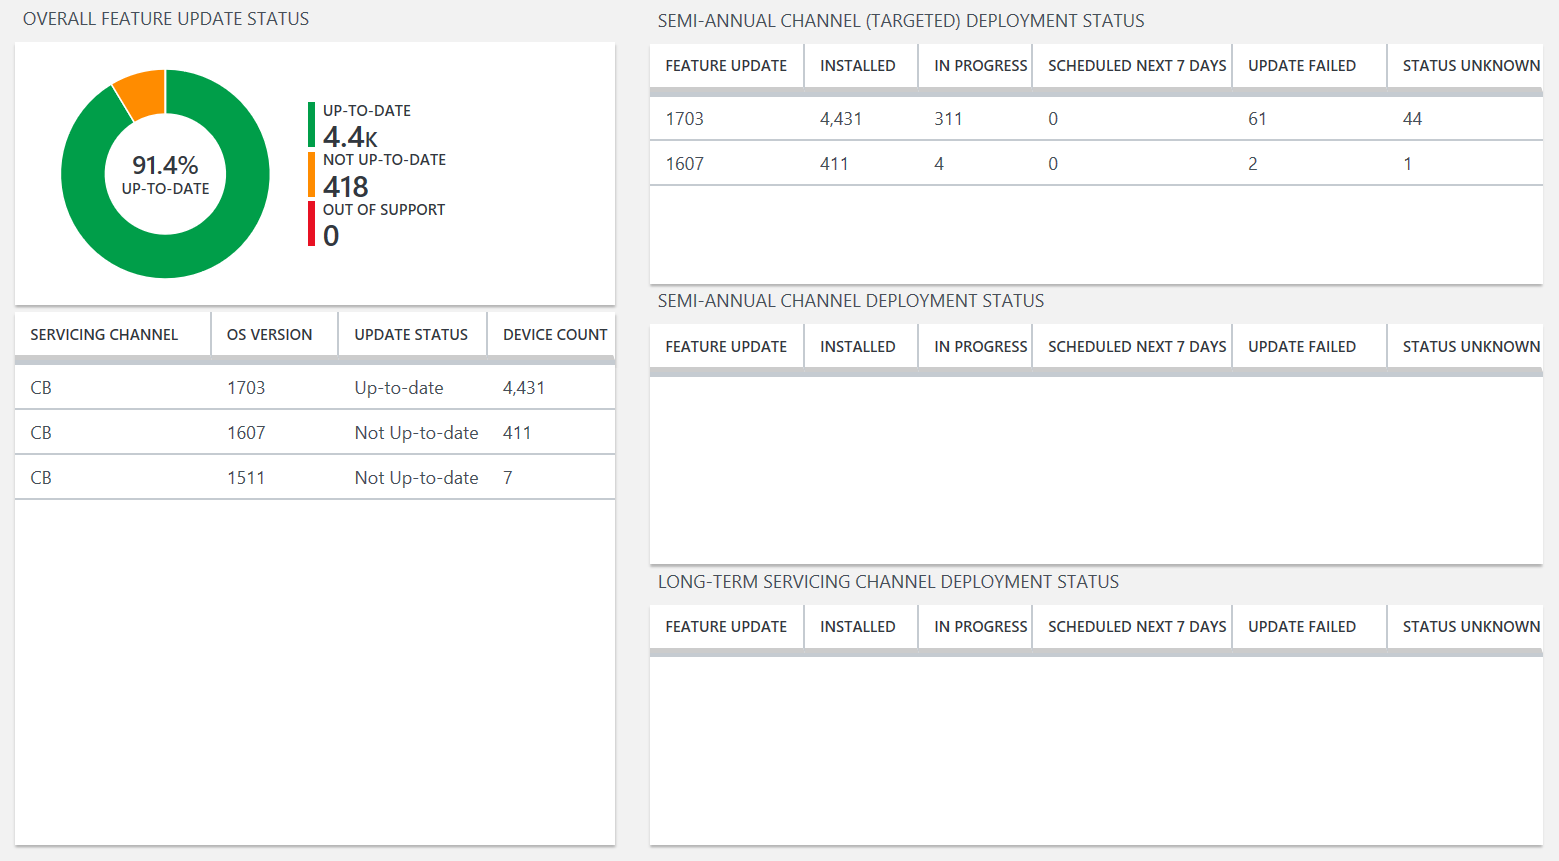 OVERALL FEATURE UPDATE STATUS
91.4%
UP-TO-DATE
UP-TO-DATE
4.4K
NOT UP-TO-DATE
418
OUT OF SUPPORT
0
SERVICING CHANNEL OS VERSION UPDATE STATUS DEVICE COUNT
CB 1703 Up-to-date 4,431
CB 1607 Not Up-to-date 411
CB 1511 Not Up-to-date 7
SEMI-ANNUAL CHANNEL (TARGETED) DEPLOYMENT STATUS
FEATURE UPDATE INSTALLED IN PROGRESS SCHEDULED NEXT 7 DAYS UPDATE FAILED STATUS UNKNOWN
1703 4,431 311 0 61 44
1607 411 4 0 2 1
SEMI-ANNUAL CHANNEL DEPLOYMENT STATUS
FEATURE UPDATE INSTALLED IN PROGRESS SCHEDULED NEXT 7 DAYS UPDATE FAILED STATUS UNKNOWN
LONG-TERM SERVICING CHANNEL DEPLOYMENT STATUS
FEATURE UPDATE INSTALLED IN PROGRESS SCHEDULED NEXT 7 DAYS UPDATE FAILED STATUS UNKNOWN